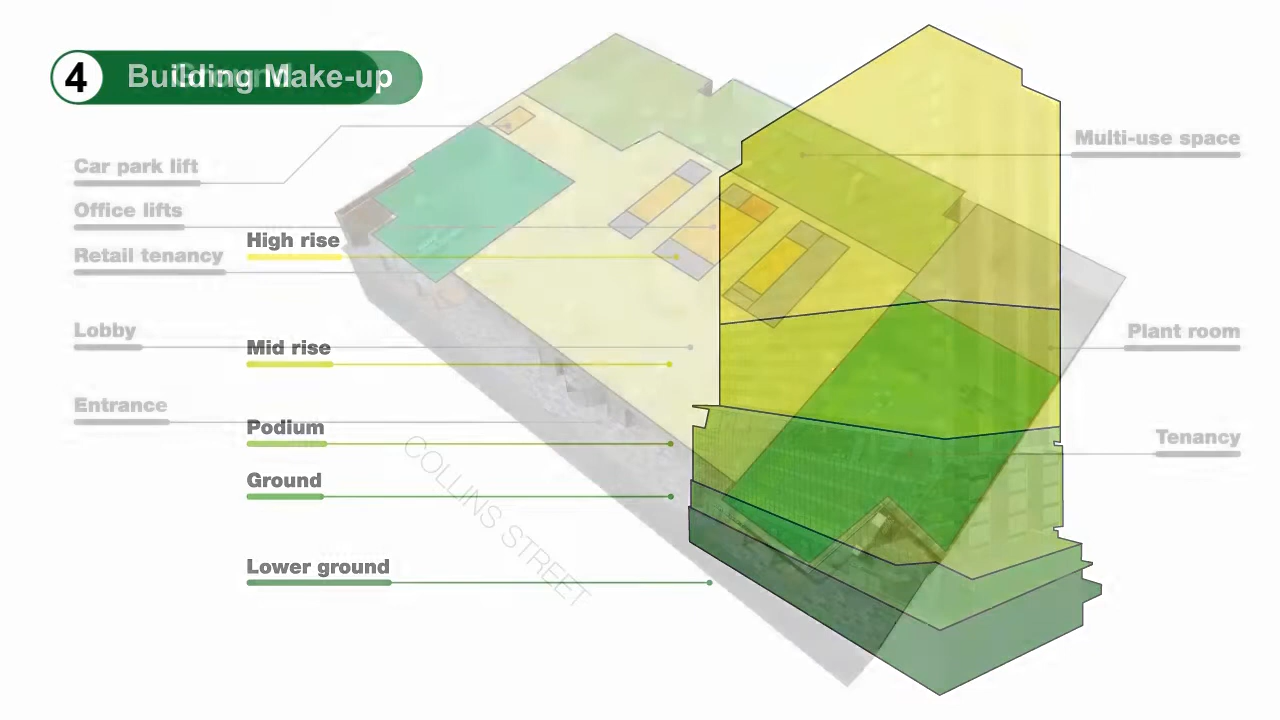 4 Building Make-up
Multi-use space
Car park lift
Office lifts
High rise
Retail tenancy
Lobby
Plant room
Mid rise
Entrance
Podium
Tenancy
Ground
Lower ground
COLLINS STREET